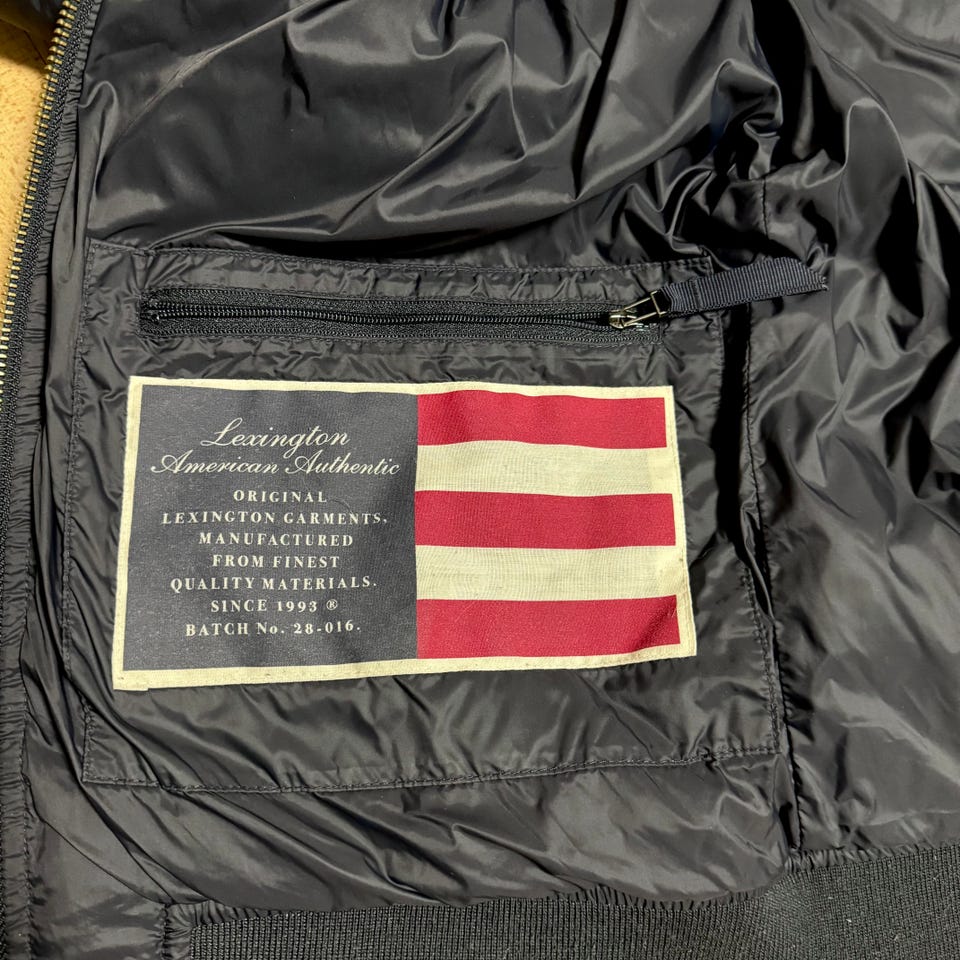 Lexington
American Authentic
ORIGINAL
LEXINGTON GARMENTS,
MANUFACTURED
FROM FINEST
QUALITY MATERIALS.
SINCE 1993 ®
BATCH No. 28-016.